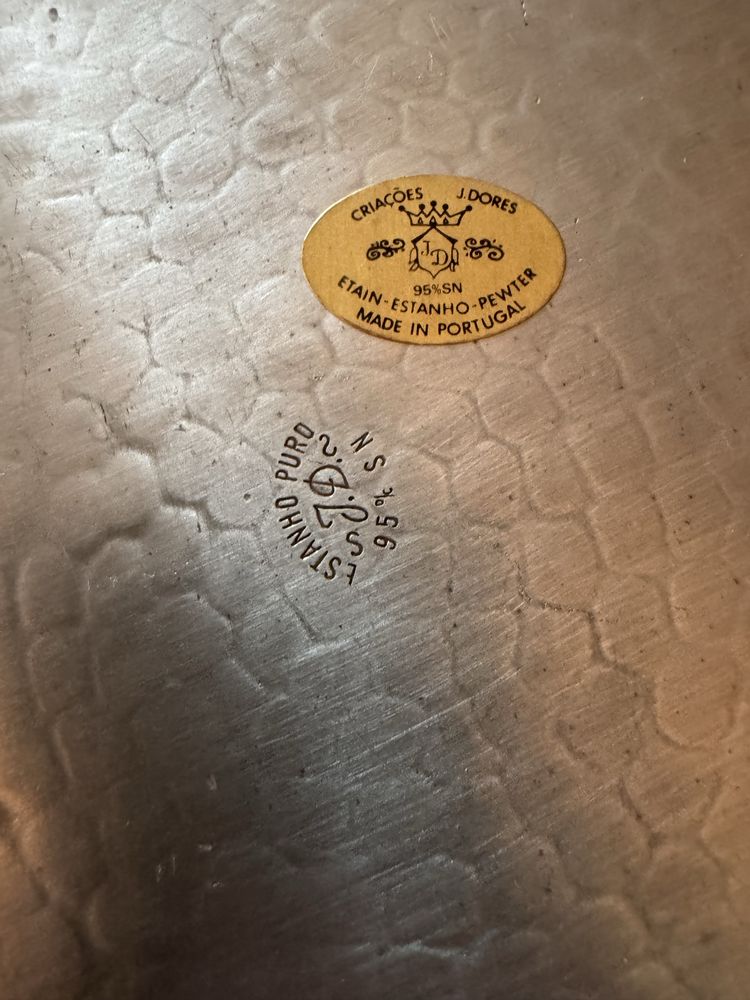 CRIAÇÕES J.DORES
JD
95%SN
ETAIN-ESTANHO-PEWTER
MADE IN PORTUGAL
ESTANHO PURO
95% SN